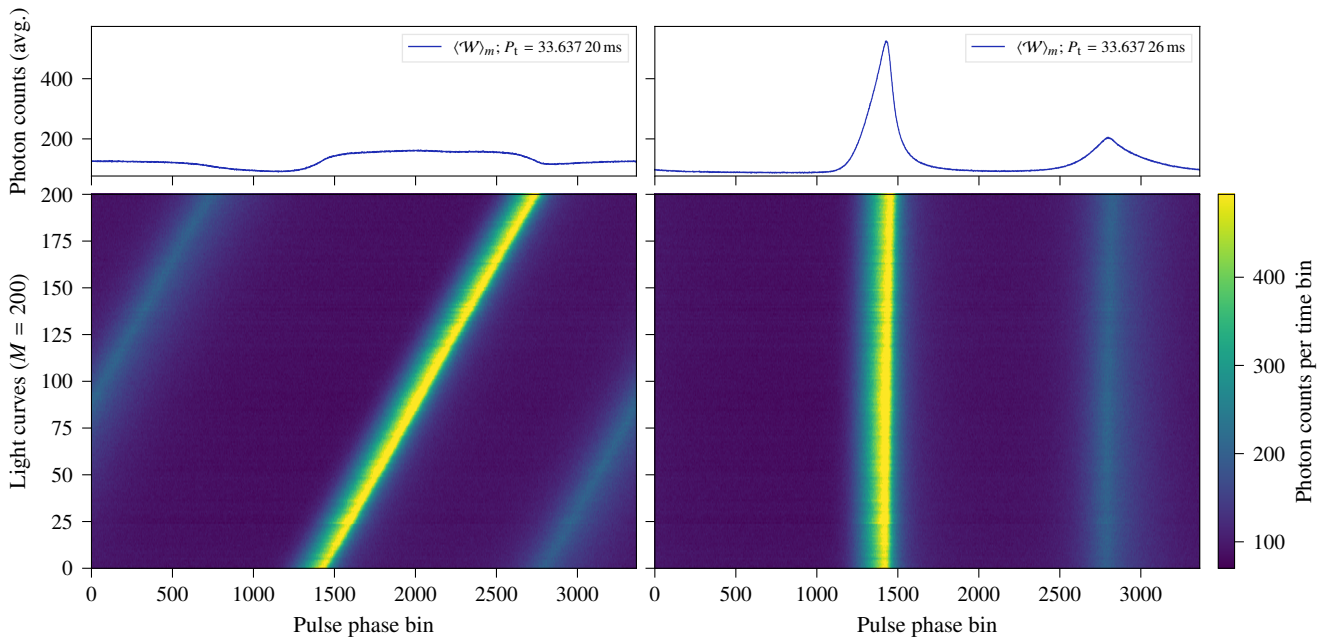 Photon counts (avg.)
400
200
⟨𝒲⟩m; Pt = 33.637 20 ms
⟨𝒲⟩m; Pt = 33.637 26 ms
Light curves (M = 200)
200
175
150
125
100
75
50
25
0
0 500 1000 1500 2000 2500 3000
Pulse phase bin
0 500 1000 1500 2000 2500 3000
Pulse phase bin
400
300
200
100
Photon counts per time bin